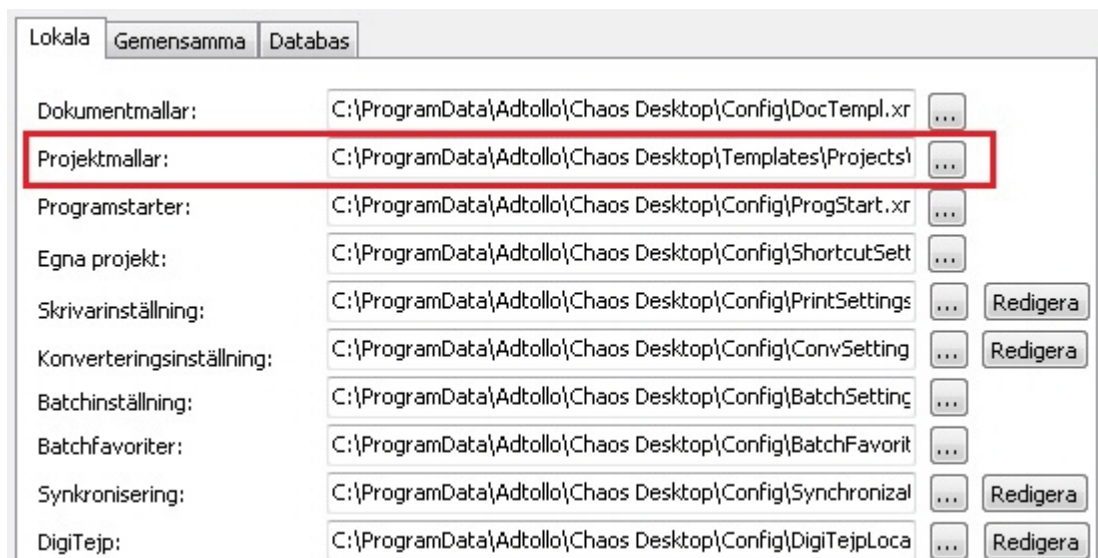 Lokala Gemensamma Databas
Dokumentmallar: C:\ProgramData\Adtollo\Chaos Desktop\Config\DocTempl.xr ...
Projektmallar: C:\ProgramData\Adtollo\Chaos Desktop\Templates\Projects\ ...
Programstarter: C:\ProgramData\Adtollo\Chaos Desktop\Config\ProgStart.xr ...
Egna projekt: C:\ProgramData\Adtollo\Chaos Desktop\Config\ShortcutSett ...
Skrivarinställning: C:\ProgramData\Adtollo\Chaos Desktop\Config\PrintSettings ... Redigera
Konverteringsinställning: C:\ProgramData\Adtollo\Chaos Desktop\Config\ConvSetting ... Redigera
Batchinställning: C:\ProgramData\Adtollo\Chaos Desktop\Config\BatchSetting ...
Batchfavoriter: C:\ProgramData\Adtollo\Chaos Desktop\Config\BatchFavorit ...
Synkronisering: C:\ProgramData\Adtollo\Chaos Desktop\Config\Synchroniza ... Redigera
DigiTejp: C:\ProgramData\Adtollo\Chaos Desktop\Config\DigiTejpLoca ... Redigera